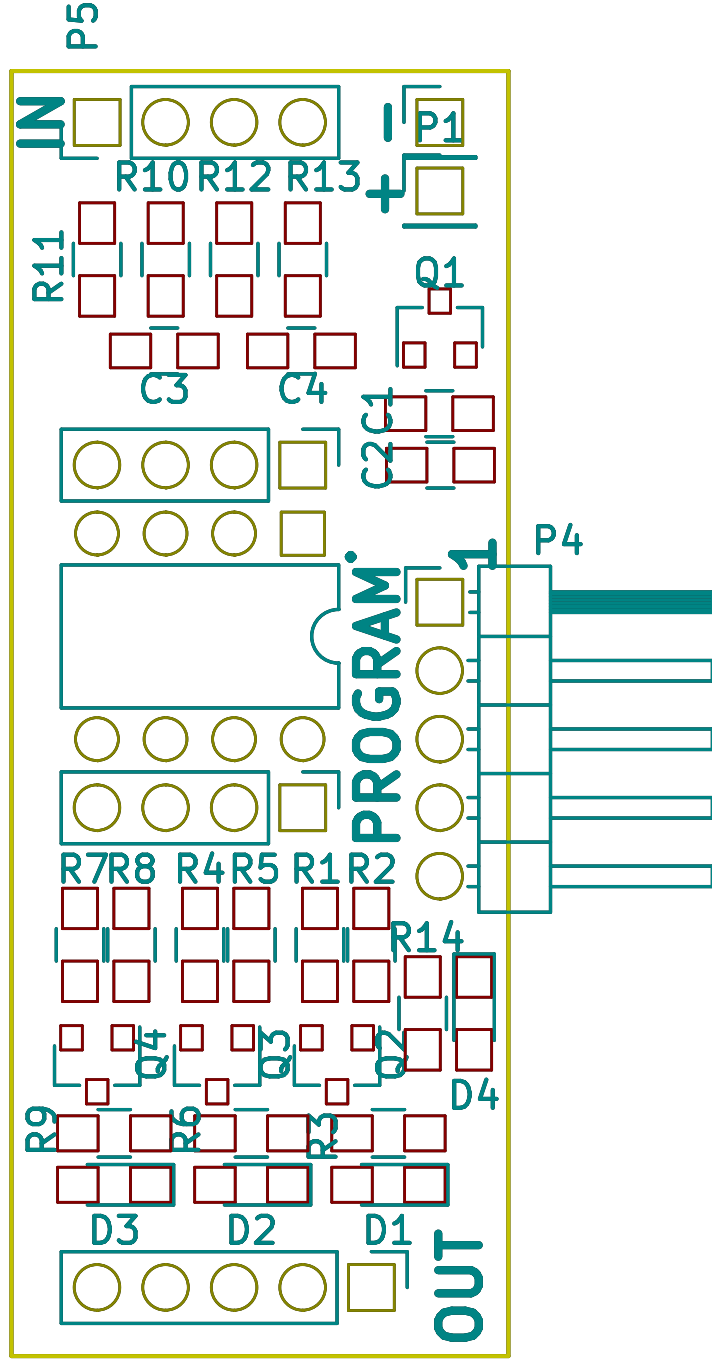 P5
IN
-
P1
+
R10 R12 R13
R11
Q1
C3 C4
C1
C2
1
P4
PROGRAM
R7 R8 R4 R5 R1 R2
R14
Q4 Q3 Q2
D4
R9 R6 R3
D3 D2 D1
OUT